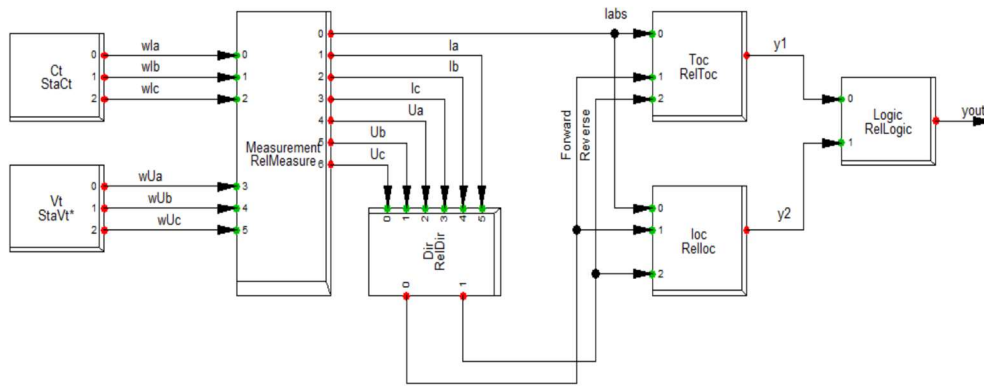 Iabs
0
0
wIa
0
0
Toc
RelToc
y1
Ct
StaCt
1
wIb
1
1
Ia
1
2
wIc
2
2
Ib
2
3
Ic
0
Logic
RelLogic
yout
4
Ua
Measurement
RelMeasure
5
Ub
1
6
Uc
Forward
Reverse
0
wUa
3
Vt
StaVt*
1
wUb
4
2
wUc
5
0
1
2
3
4
5
0
Ioc
RelIoc
y2
1
2
Dir
RelDir
0
1